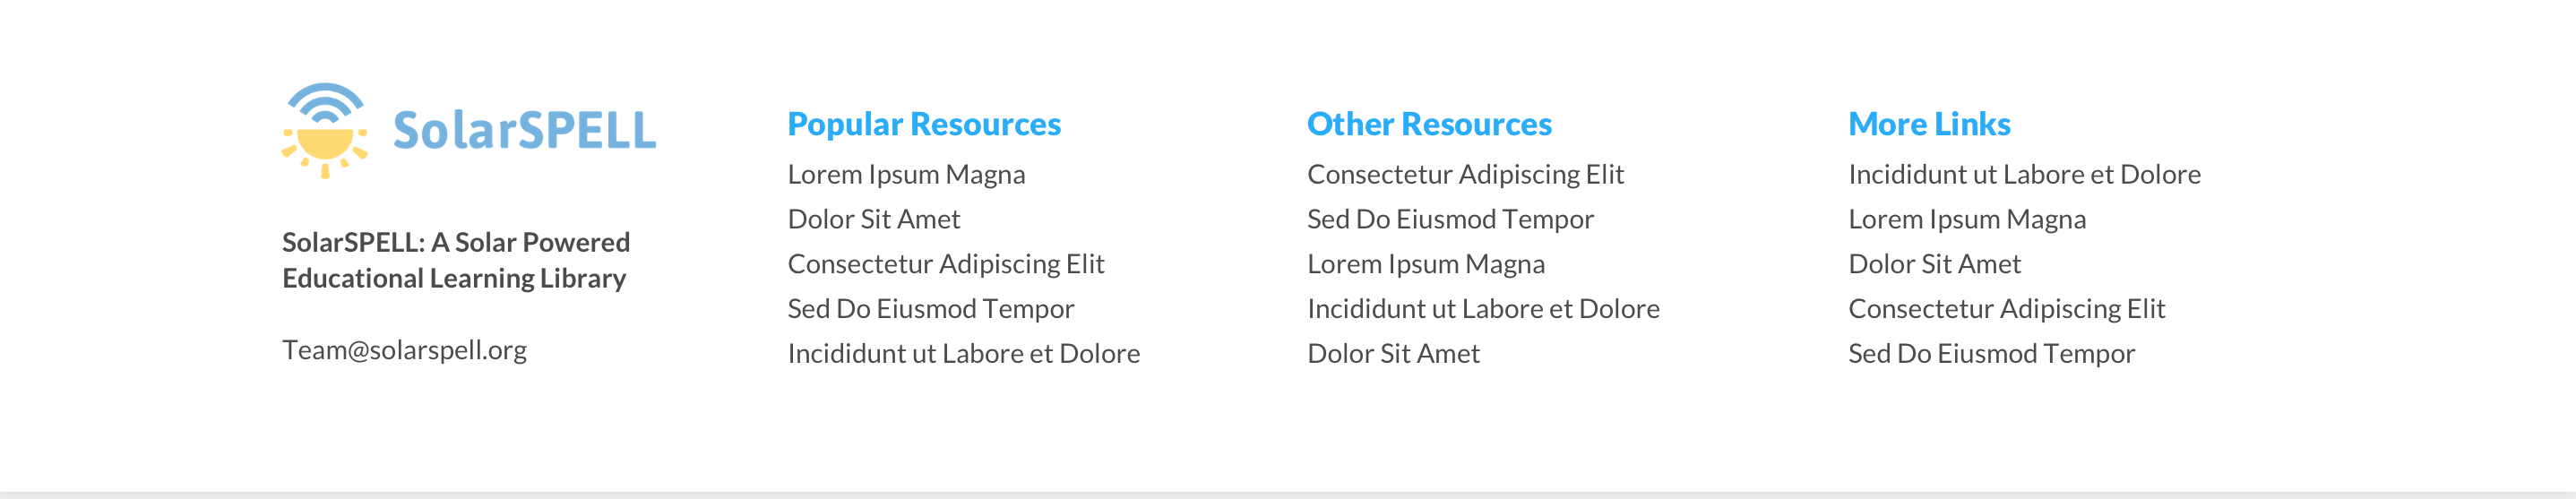 SolarSPELL
SolarSPELL: A Solar Powered
Educational Learning Library
Team@solarspell.org
Popular Resources
Lorem Ipsum Magna
Dolor Sit Amet
Consectetur Adipiscing Elit
Sed Do Eiusmod Tempor
Incididunt ut Labore et Dolore
Other Resources
Consectetur Adipiscing Elit
Sed Do Eiusmod Tempor
Lorem Ipsum Magna
Incididunt ut Labore et Dolore
Dolor Sit Amet
More Links
Incididunt ut Labore et Dolore
Lorem Ipsum Magna
Dolor Sit Amet
Consectetur Adipiscing Elit
Sed Do Eiusmod Tempor